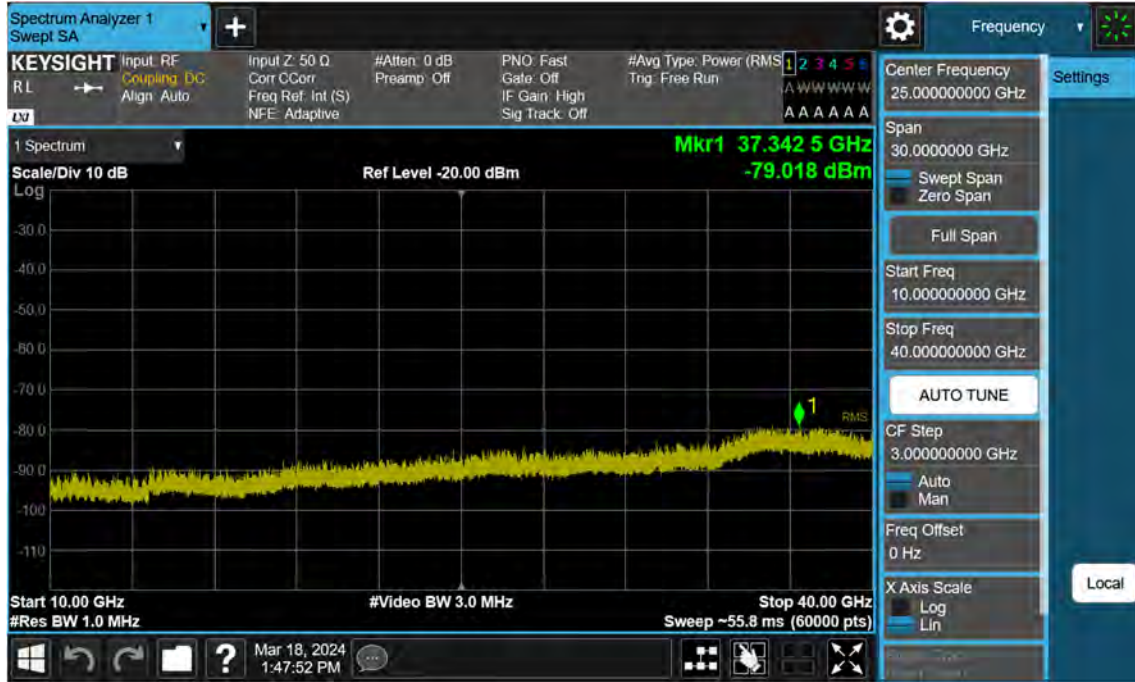 Spectrum Analyzer 1
Swept SA
Frequency
KEYSIGHT
RL
LXI
Input: RF
Coupling: DC
Align: Auto
Input Z: 50 Ω
Corr CCorr
Freq Ref: Int (S)
NFE: Adaptive
#Atten: 0 dB
Preamp: Off
PNO: Fast
Gate: Off
IF Gain: High
Sig Track: Off
#Avg Type: Power (RMS
Trig: Free Run
1 2 3 4 5 6
A W W W W W
A A A A A A
1 Spectrum
Scale/Div 10 dB
Log
Ref Level -20.00 dBm
Mkr1 37.342 5 GHz
-79.018 dBm
-30.0
-40.0
-50.0
-60.0
-70.0
-80.0
-90.0
-100
-110
1
RMS
Start 10.00 GHz
#Res BW 1.0 MHz
#Video BW 3.0 MHz
Stop 40.00 GHz
Sweep ~55.8 ms (60000 pts)
Center Frequency
25.000000000 GHz
Span
30.0000000 GHz
Swept Span
Zero Span
Full Span
Start Freq
10.000000000 GHz
Stop Freq
40.000000000 GHz
AUTO TUNE
CF Step
3.000000000 GHz
Auto
Man
Freq Offset
0 Hz
X Axis Scale
Log
Lin
Settings
Local
?
Mar 18, 2024
1:47:52 PM